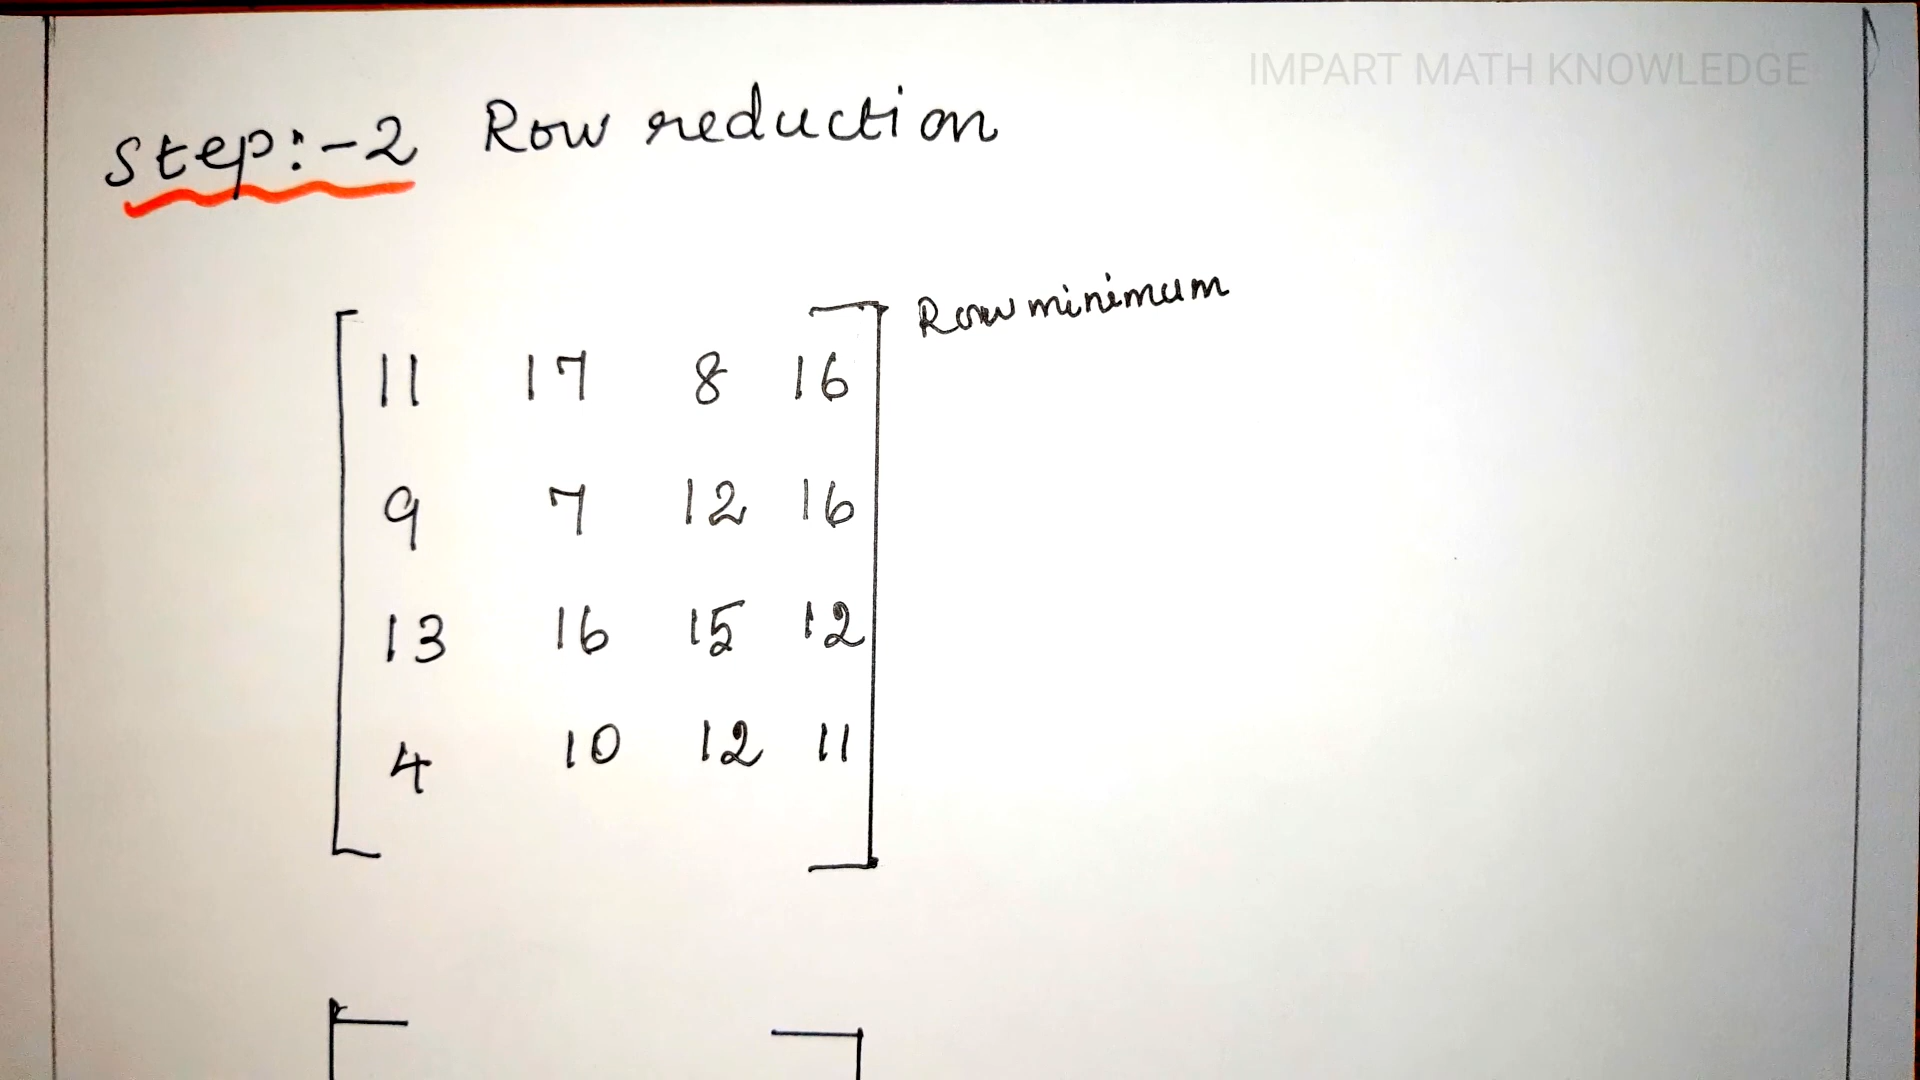 IMPART MATH KNOWLEDGE
Step:-2 Row reduction
Row minimum
11 17 8 16
9 7 12 16
13 16 15 12
4 10 12 11